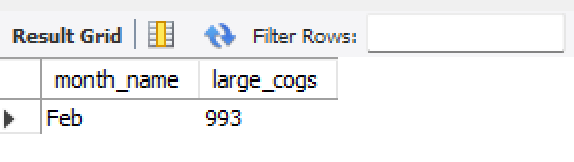 Result Grid Filter Rows:
month_name large_cogs
Feb 993